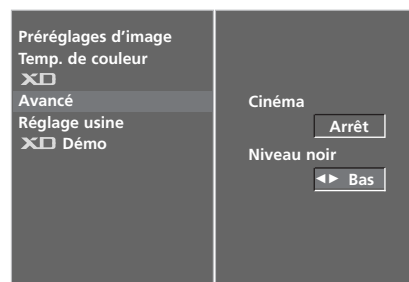 Préréglages d'image
Temp. de couleur
XD
Avancé
Réglage usine
XD Démo
Cinéma
Arrêt
Niveau noir
◀▶ Bas